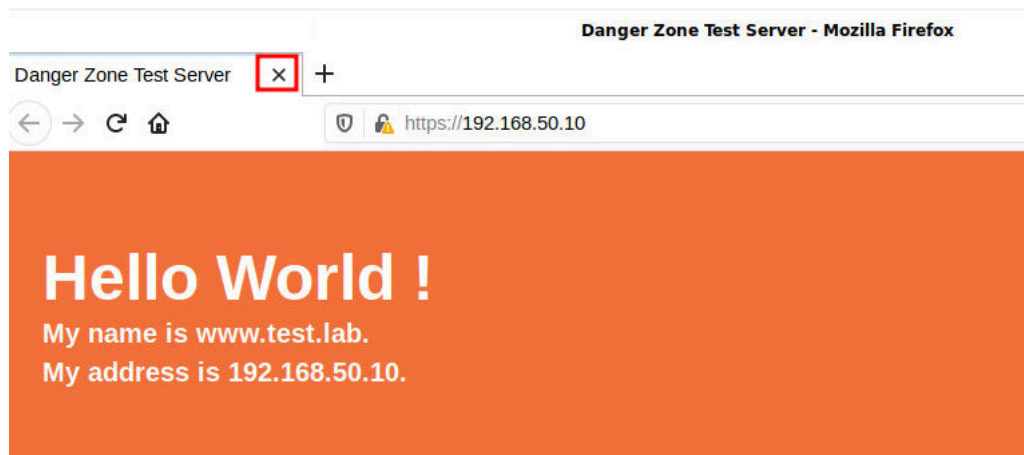 Danger Zone Test Server - Mozilla Firefox
Danger Zone Test Server
https://192.168.50.10
Hello World !
My name is www.test.lab.
My address is 192.168.50.10.